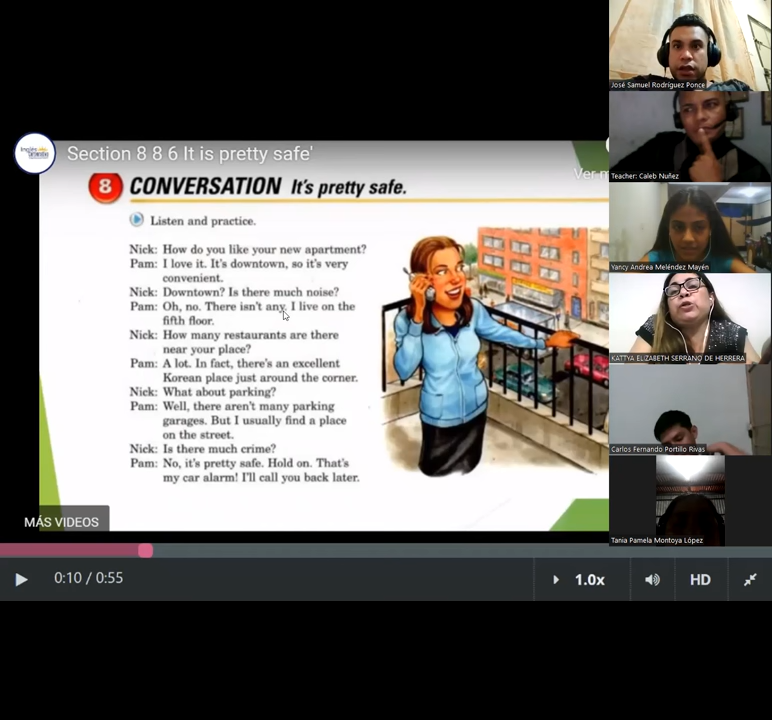 José Samuel Rodríguez Ponce
Section 8 8 6 It is pretty safe'
8 CONVERSATION It's pretty safe.
Teacher: Caleb Nuñez
Listen and practice.
Nick: How do you like your new apartment?
Pam: I love it. It's downtown, so it's very
convenient.
Nick: Downtown? Is there much noise?
Pam: Oh, no. There isn't any. I live on the
fifth floor.
Nick: How many restaurants are there
near your place?
Pam: A lot. In fact, there's an excellent
Korean place just around the corner.
Nick: What about parking?
Pam: Well, there aren't many parking
garages. But I usually find a place
on the street.
Nick: Is there much crime?
Pam: No, it's pretty safe. Hold on. That's
my car alarm! I'll call you back later.
Yancy Andrea Meléndez Mayén
KATTYA ELIZABETH SERRANO DE HERRERA
Carlos Fernando Portillo Rivas
Tania Pamela Montoya López
MÁS VIDEOS
0:10 / 0:55
1.0x
HD